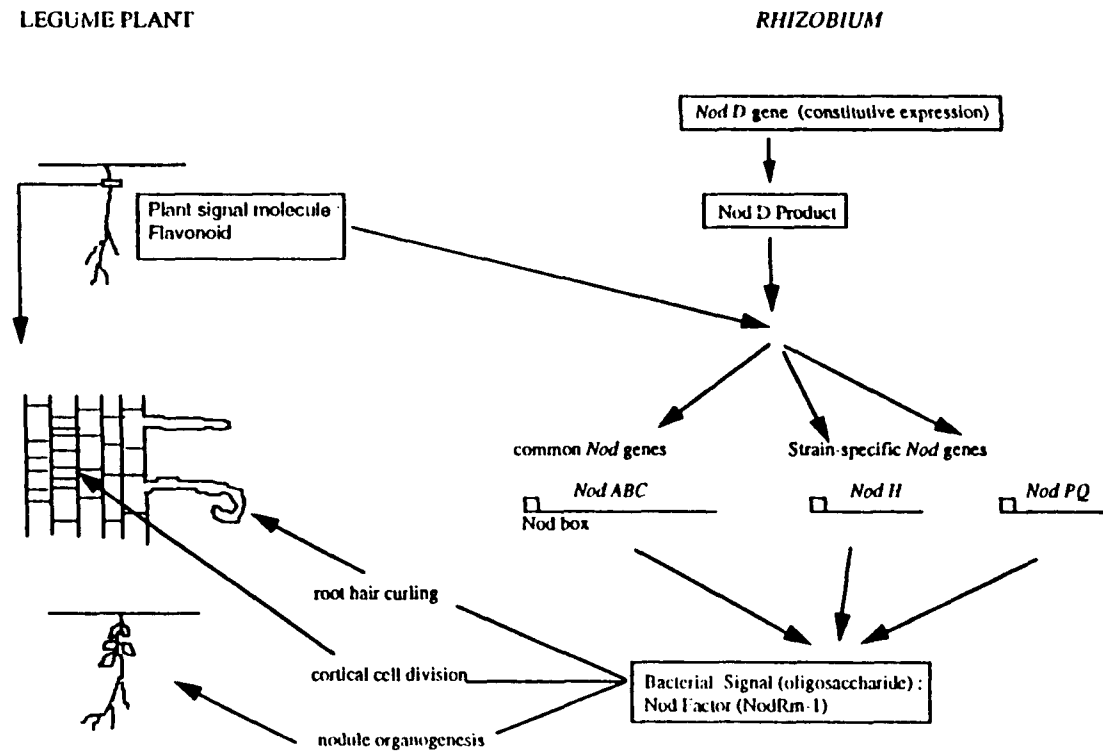 LEGUME PLANT
RHIZOBIUM
Nod D gene (constitutive expression)
Plant signal molecule
Flavonoid
Nod D Product
common Nod genes
Strain-specific Nod genes
Nod ABC
Nod H
Nod PQ
Nod box
root hair curling
cortical cell division
nodule organogenesis
Bacterial Signal (oligosaccharide) :
Nod Factor (NodRm-1)